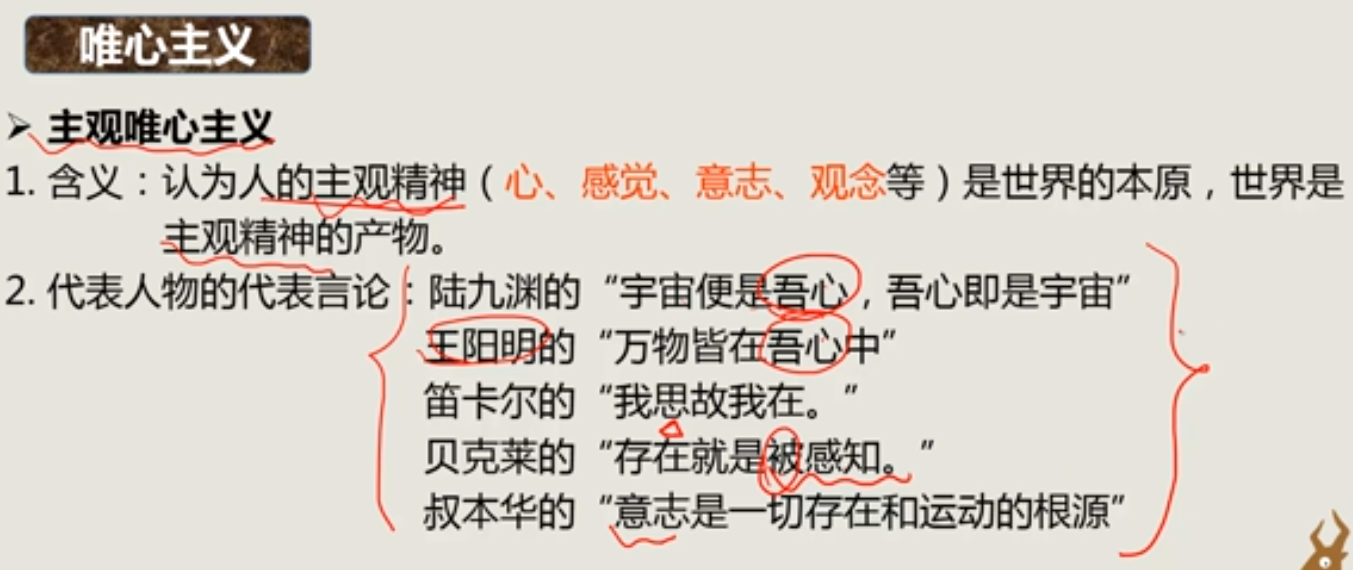 唯心主义
➢ 主观唯心主义
1. 含义：认为人的主观精神（心、感觉、意志、观念等）是世界的本原，世界是
主观精神的产物。
2. 代表人物的代表言论：陆九渊的“宇宙便是吾心，吾心即是宇宙”
王阳明的“万物皆在吾心中”
笛卡尔的“我思故我在。”
贝克莱的“存在就是被感知。”
叔本华的“意志是一切存在和运动的根源”